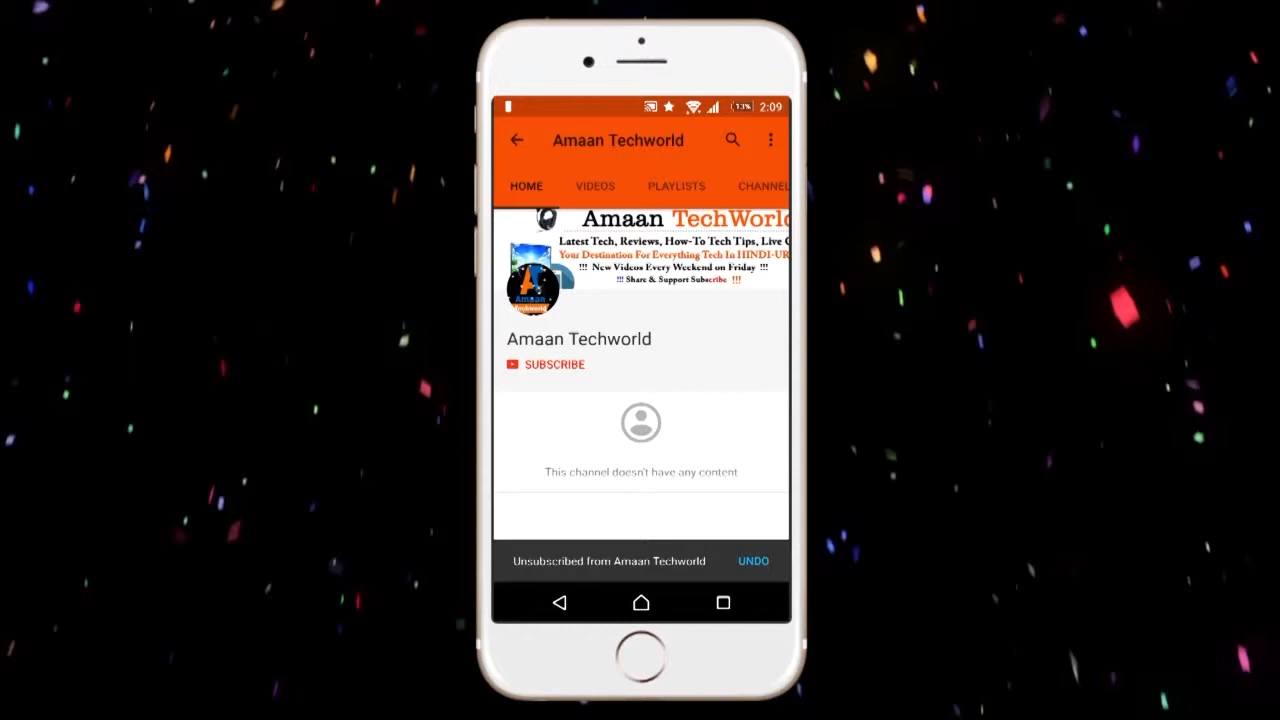 13% 2:09
Amaan Techworld
HOME VIDEOS PLAYLISTS CHANNEL
Amaan TechWorld
Latest Tech, Reviews, How-To Tech Tips, Live
Your Destination For Everything Tech In HINDI-UR
!!! New Videos Every Weekend on Friday !!!
!!! Share & Support Subscribe !!!
Amaan
Techworld
Amaan Techworld
SUBSCRIBE
This channel doesn't have any content
Unsubscribed from Amaan Techworld UNDO